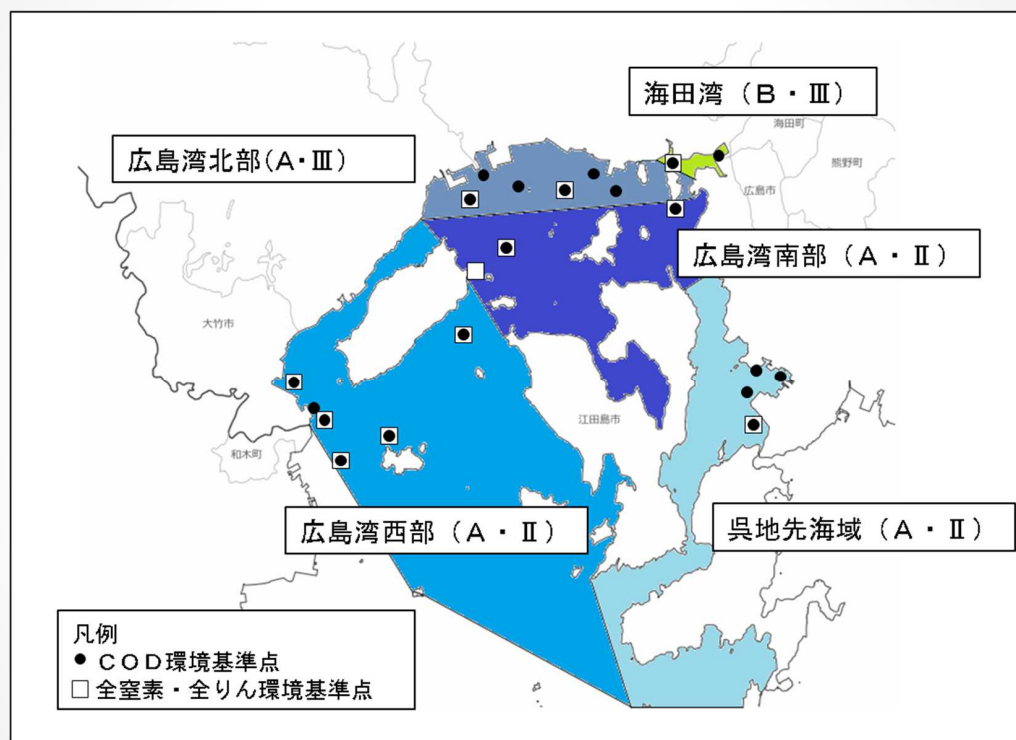 海田湾（Ｂ・Ⅲ）
海田町
広島湾北部(A・Ⅲ)
熊野町
広島市
広島湾南部（Ａ・Ⅱ）
大竹市
江田島市
和木町
広島湾西部（Ａ・Ⅱ）
呉地先海域（Ａ・Ⅱ）
凡例
● ＣＯＤ環境基準点
□ 全窒素・全りん環境基準点